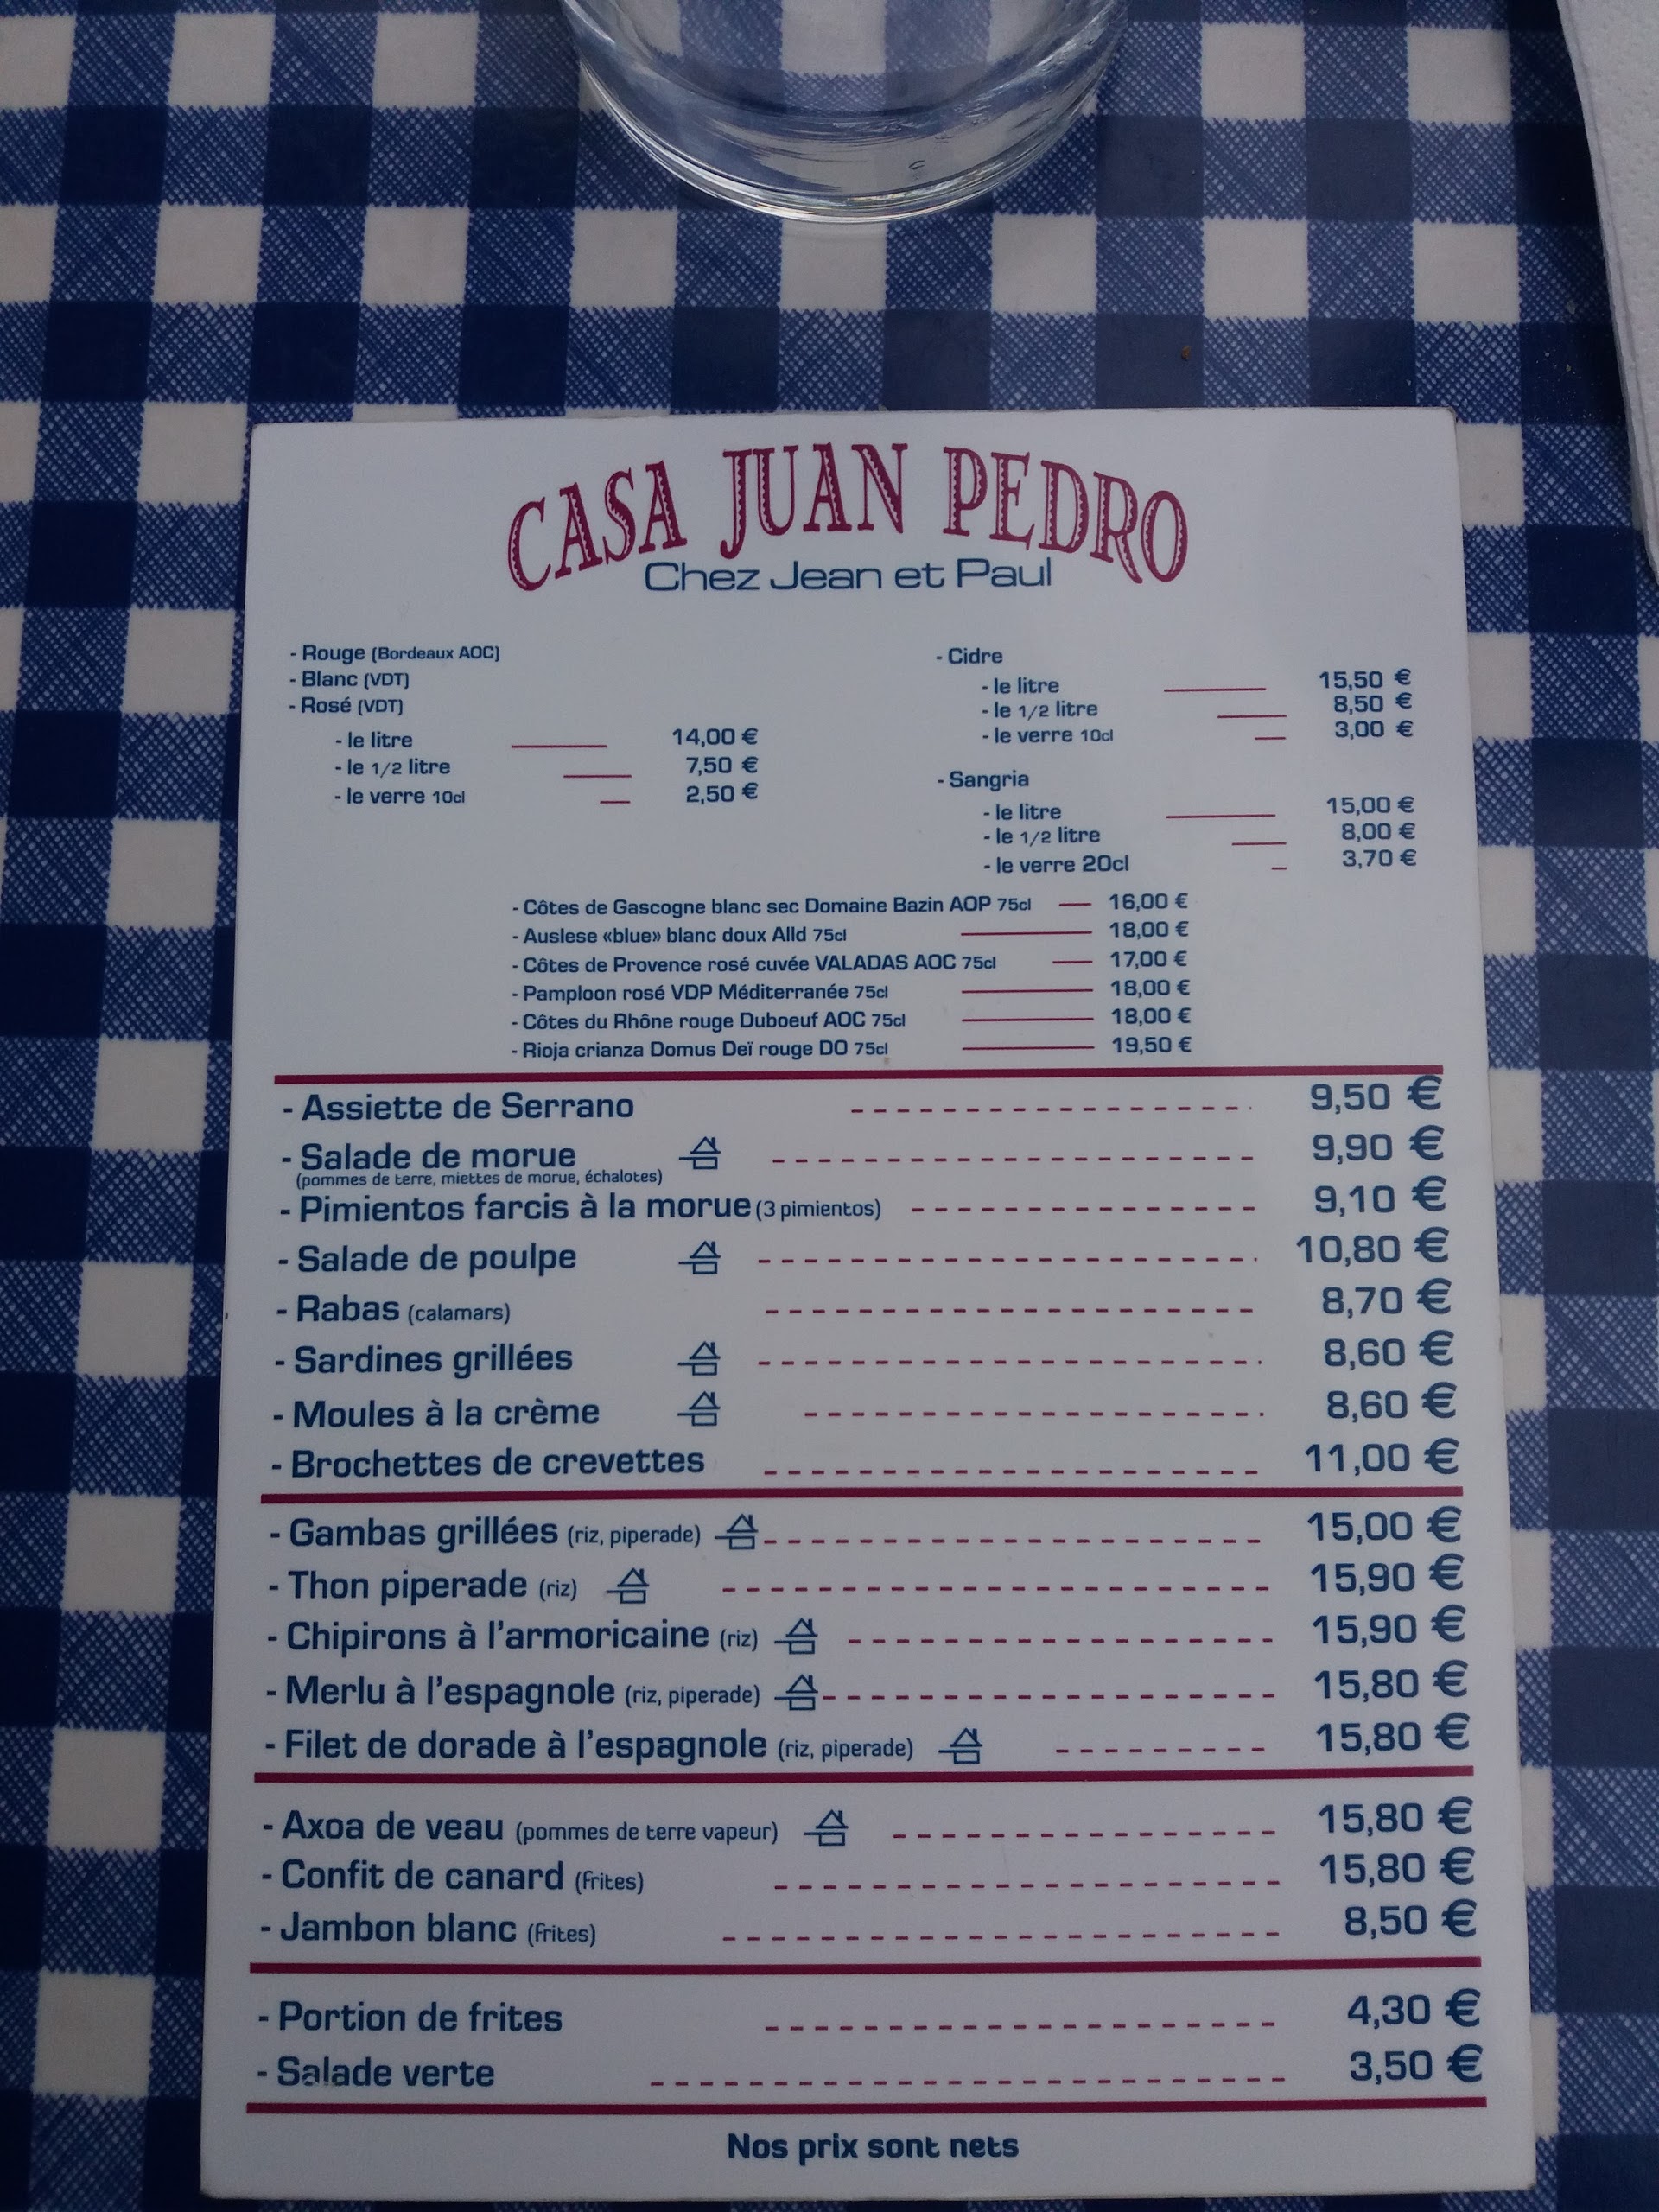 CASA JUAN PEDRO
Chez Jean et Paul
- Rouge (Bordeaux AOC)
- Blanc (VDT)
- Rosé (VDT)
- le litre 14,00 €
- le 1/2 litre 7,50 €
- le verre 10cl 2,50 €
- Cidre
- le litre 15,50 €
- le 1/2 litre 8,50 €
- le verre 10cl 3,00 €
- Sangria
- le litre 15,00 €
- le 1/2 litre 8,00 €
- le verre 20cl 3,70 €
- Côtes de Gascogne blanc sec Domaine Bazin AOP 75cl 16,00 €
- Auslese «blue» blanc doux Alld 75cl 18,00 €
- Côtes de Provence rosé cuvée VALADAS AOC 75cl 17,00 €
- Pamploon rosé VDP Méditerranée 75cl 18,00 €
- Côtes du Rhône rouge Duboeuf AOC 75cl 18,00 €
- Rioja crianza Domus Deï rouge DO 75cl 19,50 €
- Assiette de Serrano 9,50 €
- Salade de morue 9,90 €
(pommes de terre, miettes de morue, échalotes)
- Pimientos farcis à la morue (3 pimientos) 9,10 €
- Salade de poulpe 10,80 €
- Rabas (calamars) 8,70 €
- Sardines grillées 8,60 €
- Moules à la crème 8,60 €
- Brochettes de crevettes 11,00 €
- Gambas grillées (riz, piperade) 15,00 €
- Thon piperade (riz) 15,90 €
- Chipirons à l'armoricaine (riz) 15,90 €
- Merlu à l'espagnole (riz, piperade) 15,80 €
- Filet de dorade à l'espagnole (riz, piperade) 15,80 €
- Axoa de veau (pommes de terre vapeur) 15,80 €
- Confit de canard (frites) 15,80 €
- Jambon blanc (frites) 8,50 €
- Portion de frites 4,30 €
- Salade verte 3,50 €
Nos prix sont nets